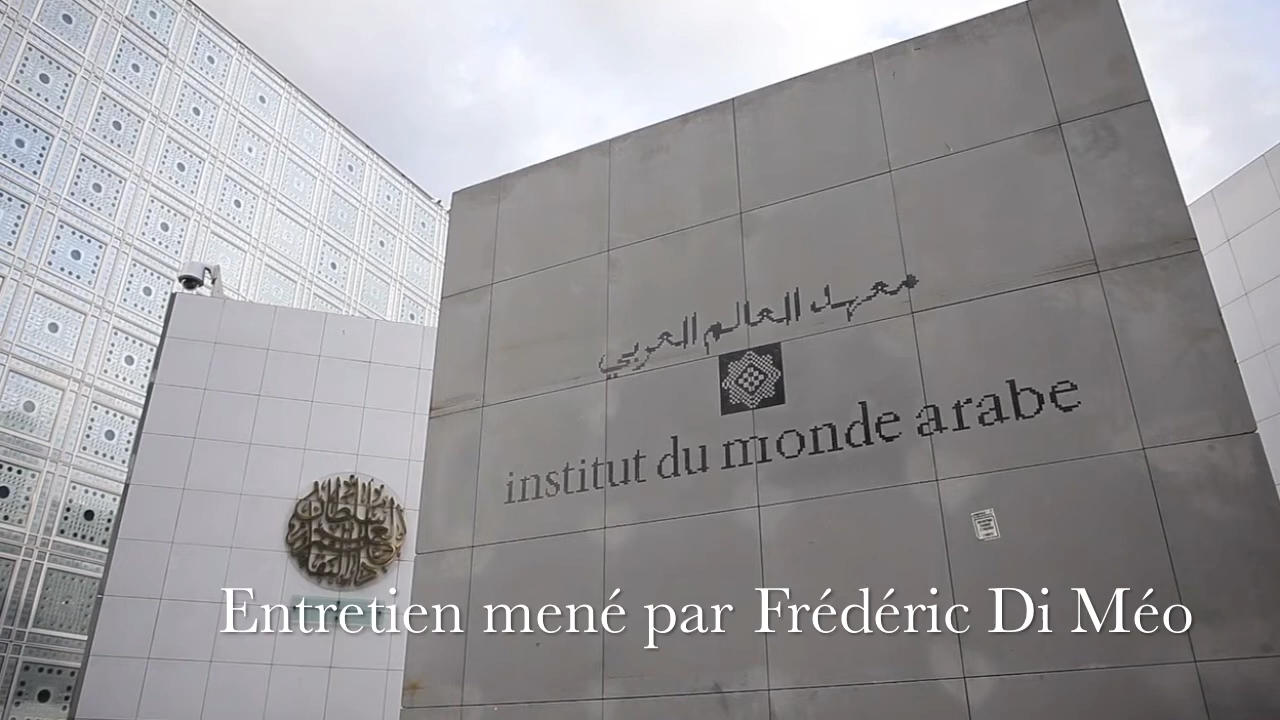 معهد العالم العربي
institut du monde arabe
Entretien mené par Frédéric Di Méo